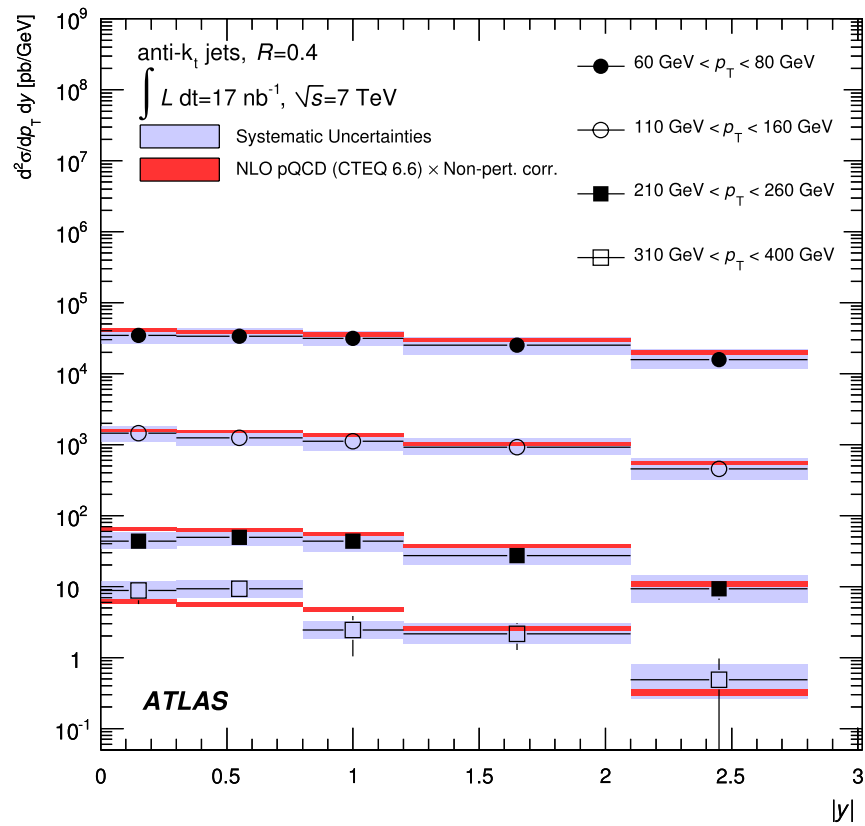 d²σ/dp_T dy [pb/GeV]
10⁹
10⁸
10⁷
10⁶
10⁵
10⁴
10³
10²
10
1
10⁻¹
anti-k_t jets, R=0.4
∫ L dt=17 nb⁻¹, √s=7 TeV
Systematic Uncertainties
NLO pQCD (CTEQ 6.6) × Non-pert. corr.
60 GeV < p_T < 80 GeV
110 GeV < p_T < 160 GeV
210 GeV < p_T < 260 GeV
310 GeV < p_T < 400 GeV
ATLAS
0 0.5 1 1.5 2 2.5 3
|y|